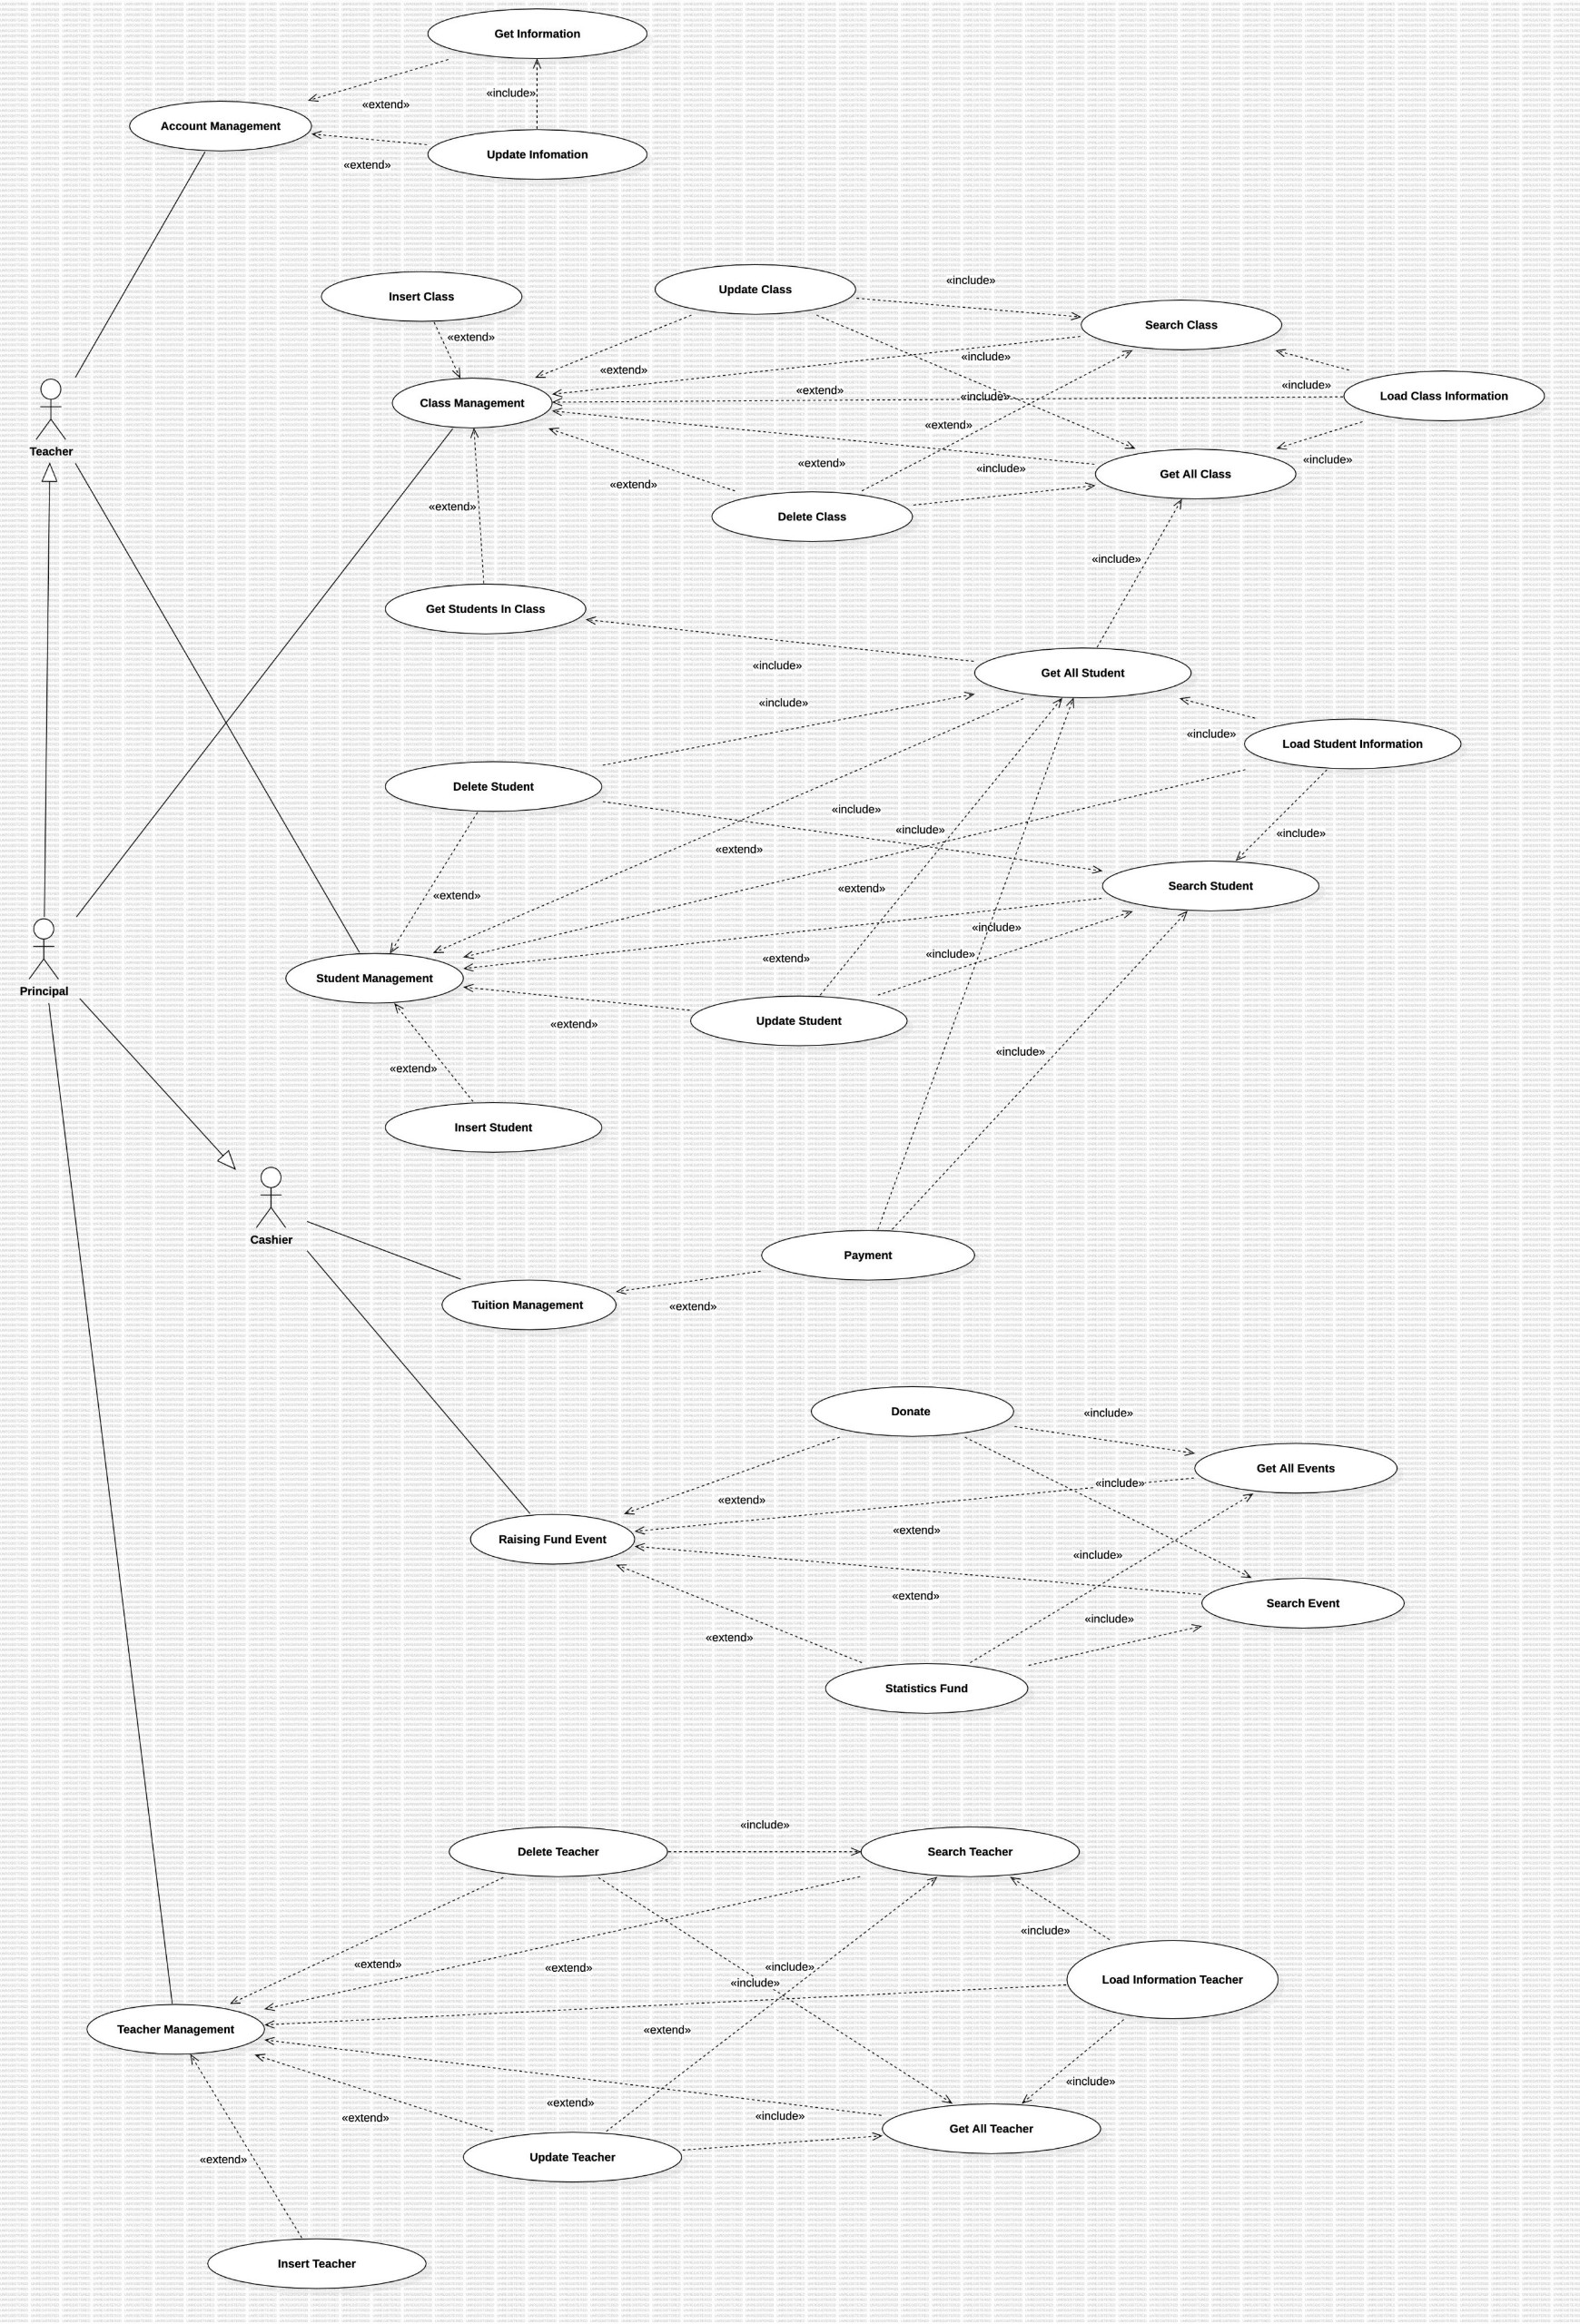 Get Information
«include»
«extend»
Account Management
Update Infomation
«extend»
Insert Class
Update Class
«include»
Search Class
«extend»
«include»
«extend»
«include»
«extend»
«include»
Load Class Information
Class Management
Teacher
«extend»
«extend»
«include»
«include»
Get All Class
«extend»
«extend»
Delete Class
«include»
Get Students In Class
«include»
Get All Student
«include»
«include»
Load Student Information
Delete Student
«include»
«include»
«include»
«extend»
«extend»
«extend»
Search Student
«include»
«include»
«extend»
Student Management
Principal
Update Student
«extend»
«include»
«extend»
Insert Student
Cashier
Payment
Tuition Management
«extend»
Donate
«include»
Get All Events
«include»
«extend»
«extend»
Raising Fund Event
«include»
«extend»
Search Event
«include»
«extend»
Statistics Fund
«include»
Delete Teacher
Search Teacher
«include»
«extend»
«extend»
«include»
«include»
Load Information Teacher
Teacher Management
«extend»
«include»
«extend»
«extend»
«include»
Get All Teacher
Update Teacher
«extend»
Insert Teacher